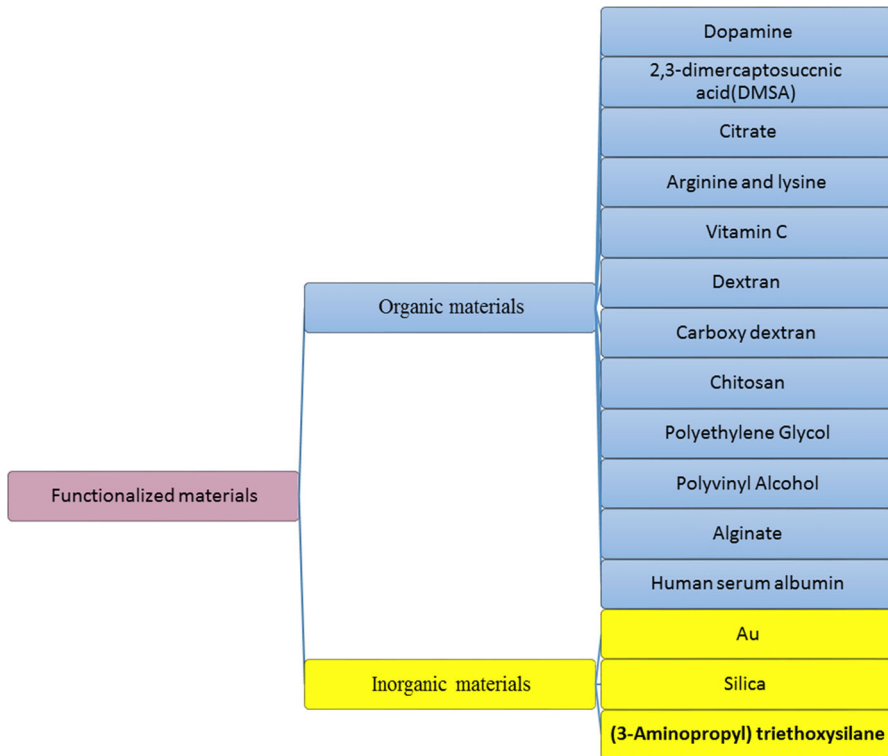 Dopamine
2,3-dimercaptosuccnic
acid(DMSA)
Citrate
Arginine and lysine
Vitamin C
Dextran
Organic materials
Carboxy dextran
Chitosan
Polyethylene Glycol
Polyvinyl Alcohol
Functionalized materials
Alginate
Human serum albumin
Au
Inorganic materials
Silica
(3-Aminopropyl) triethoxysilane